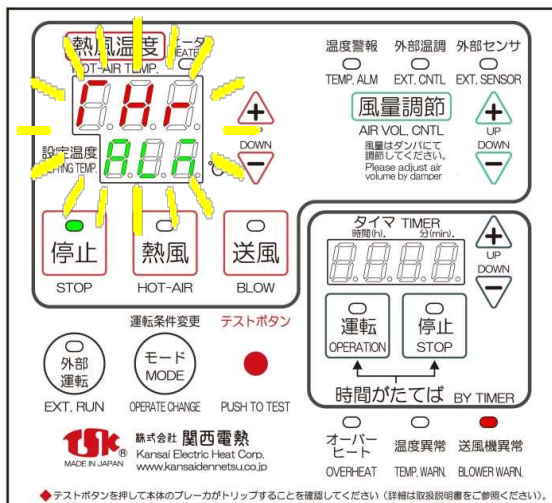 熱風温度 ヒータ
HOT-AIR TEMP.
THr
設定温度
ALa
℃
UP
DOWN
停止
STOP
熱風
HOT-AIR
送風
BLOW
温度警報 外部温調 外部センサ
TEMP. ALM EXT. CNTL EXT. SENSOR
風量調節
AIR VOL. CNTL
風量はダンパにて
調節してください。
Please adjust air
volume by damper
UP
DOWN
タイマ TIMER
時間(h). 分(min).
8.8.8.8.
UP
DOWN
運転
OPERATION
停止
STOP
時間がたてば BY TIMER
運転条件変更 テストボタン
外部
運転
EXT. RUN
モード
MODE
OPERATE CHANGE
PUSH TO TEST
オーバー
ヒート
OVERHEAT
温度異常
TEMP. WARN.
送風機異常
BLOWER WARN.
TSK ®
MADE IN JAPAN
株式会社 関西電熱
Kansai Electric Heat Corp.
www.kansaidennetsu.co.jp
◆テストボタンを押して本体のブレーカがトリップすることを確認してください(詳細は取扱説明書をご参照ください)。